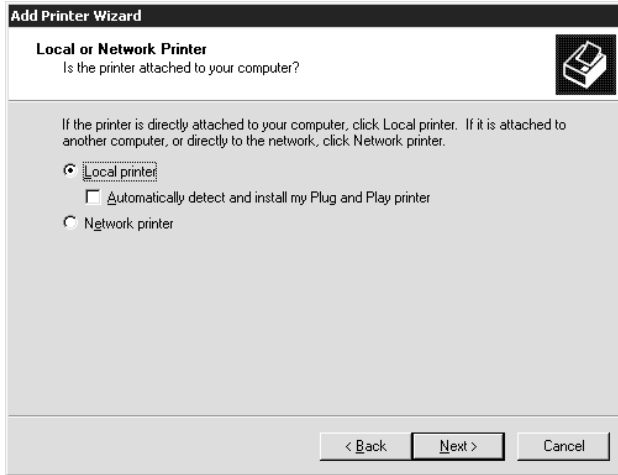 Add Printer Wizard
Local or Network Printer
Is the printer attached to your computer?
If the printer is directly attached to your computer, click Local printer. If it is attached to
another computer, or directly to the network, click Network printer.
Local printer
Automatically detect and install my Plug and Play printer
Network printer
< Back
Next >
Cancel